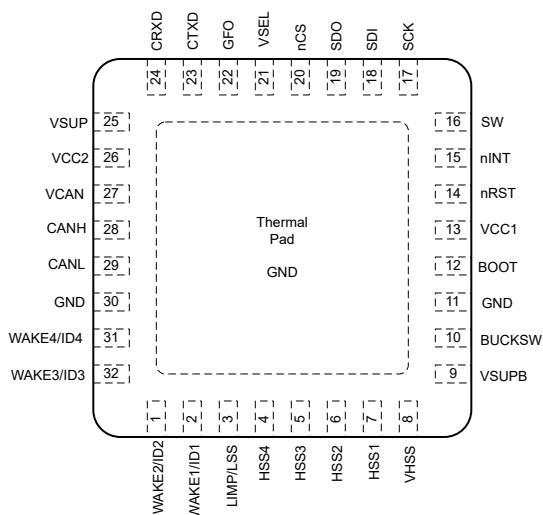 CRXD
CTXD
GFO
VSEL
nCS
SDO
SDI
SCK
24
23
22
21
20
19
18
17
VSUP 25
VCC2 26
VCAN 27
CANH 28
CANL 29
GND 30
WAKE4/ID4 31
WAKE3/ID3 32
Thermal
Pad
GND
16 SW
15 nINT
14 nRST
13 VCC1
12 BOOT
11 GND
10 BUCKSW
9 VSUPB
1
2
3
4
5
6
7
8
WAKE2/ID2
WAKE1/ID1
LIMP/LSS
HSS4
HSS3
HSS2
HSS1
VHSS